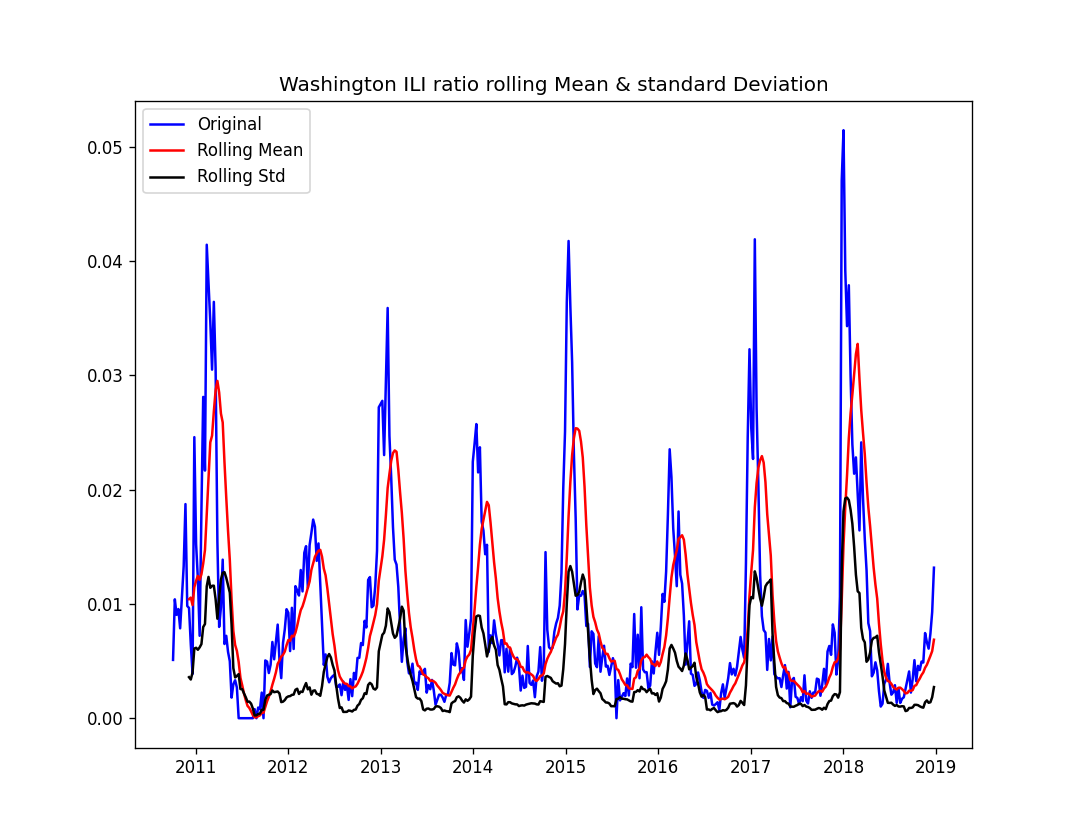 Washington ILI ratio rolling Mean & standard Deviation
Original
Rolling Mean
Rolling Std
0.05
0.04
0.03
0.02
0.01
0.00
2011 2012 2013 2014 2015 2016 2017 2018 2019